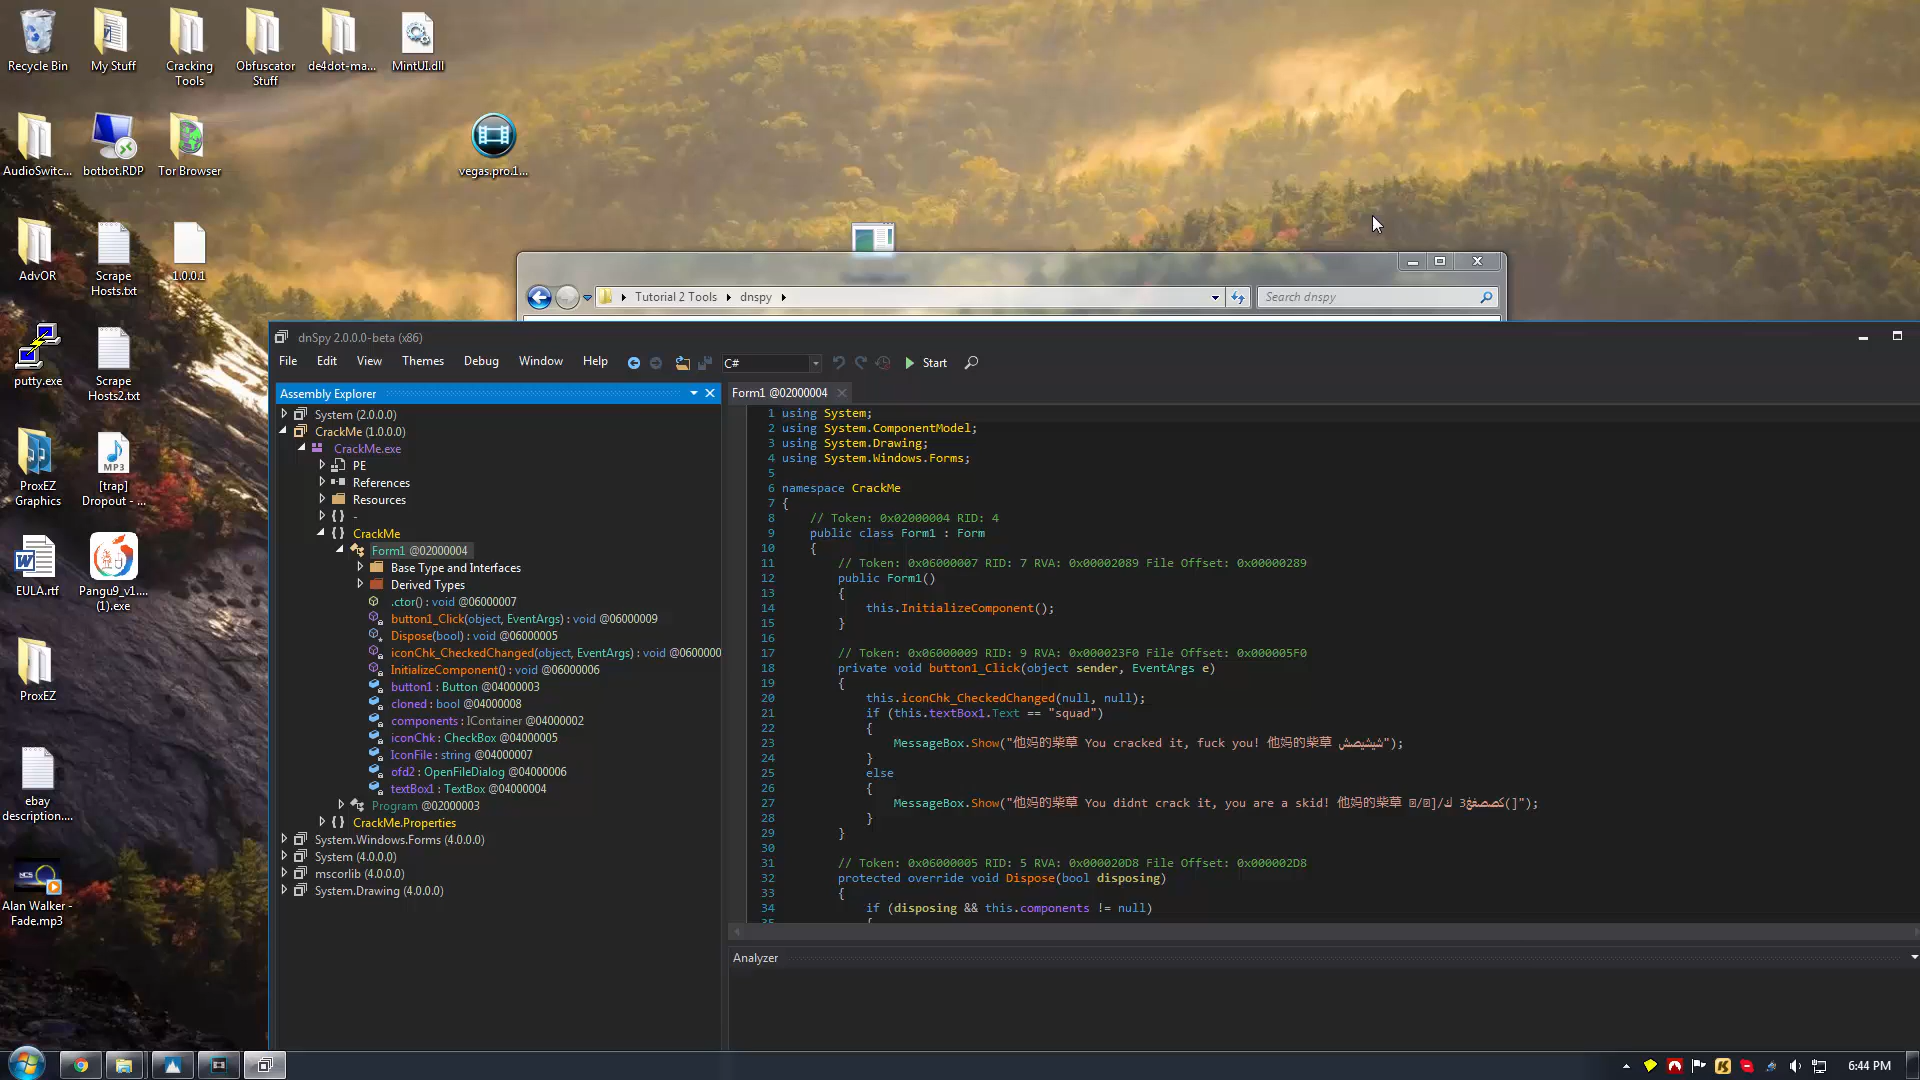 Recycle Bin
My Stuff
Cracking Tools
Obfuscator Stuff
de4dot-ma...
MintUI.dll
AudioSwitc...
botbot.RDP
Tor Browser
vegas.pro.1...
AdvOR
Scrape Hosts.txt
1.0.0.1
putty.exe
Scrape Hosts2.txt
ProxEZ Graphics
[trap] Dropout - ...
EULA.rtf
Pangu9_v1.... (1).exe
ProxEZ
ebay description....
Alan Walker - Fade.mp3
Tutorial 2 Tools
dnspy
Search dnspy
dnSpy 2.0.0.0-beta (x86)
File Edit View Themes Debug Window Help C# Start
Assembly Explorer
System (2.0.0.0)
CrackMe (1.0.0.0)
CrackMe.exe
PE
References
Resources
{ } -
{ } CrackMe
Form1 @02000004
Base Type and Interfaces
Derived Types
.ctor() : void @06000007
button1_Click(object, EventArgs) : void @06000009
Dispose(bool) : void @06000005
iconChk_CheckedChanged(object, EventArgs) : void @0600000
InitializeComponent() : void @06000006
button1 : Button @04000003
cloned : bool @04000008
components : IContainer @04000002
iconChk : CheckBox @04000005
IconFile : string @04000007
ofd2 : OpenFileDialog @04000006
textBox1 : TextBox @04000004
Program @02000003
{ } CrackMe.Properties
System.Windows.Forms (4.0.0.0)
System (4.0.0.0)
mscorlib (4.0.0.0)
System.Drawing (4.0.0.0)
Form1 @02000004
1 using System;
2 using System.ComponentModel;
3 using System.Drawing;
4 using System.Windows.Forms;
5
6 namespace CrackMe
7 {
8 // Token: 0x02000004 RID: 4
9 public class Form1 : Form
10 {
11 // Token: 0x06000007 RID: 7 RVA: 0x00002089 File Offset: 0x00000289
12 public Form1()
13 {
14 this.InitializeComponent();
15 }
16
17 // Token: 0x06000009 RID: 9 RVA: 0x000023F0 File Offset: 0x000005F0
18 private void button1_Click(object sender, EventArgs e)
19 {
20 this.iconChk_CheckedChanged(null, null);
21 if (this.textBox1.Text == "squad")
22 {
23 MessageBox.Show("他妈的柴草 You cracked it, fuck you! 他妈的柴草 شيشيصش");
24 }
25 else
26 {
27 MessageBox.Show("他妈的柴草 You didnt crack it, you are a skid! 他妈的柴草
28 }
29 }
30
31 // Token: 0x06000005 RID: 5 RVA: 0x000020D8 File Offset: 0x000002D8
32 protected override void Dispose(bool disposing)
33 {
34 if (disposing && this.components != null)
Analyzer
6:44 PM